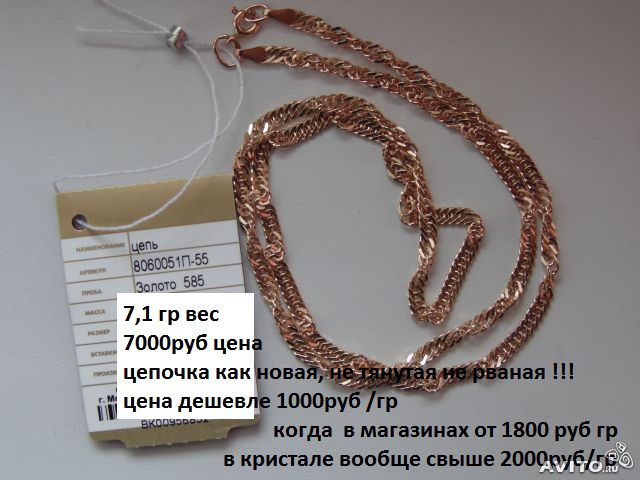 НАИМЕНОВАНИЕ цепь
АРТИКУЛ 8060051П-55
ПРОБА Золото 585
МАССА
РАЗМЕР
ВСТАВКИ
7,1 гр вес
7000руб цена
цепочка как новая, не тянутая не рваная !!!
цена дешевле 1000руб /гр
когда в магазинах от 1800 руб гр
в кристале вообще свыше 2000руб/гр
AVITO.ru